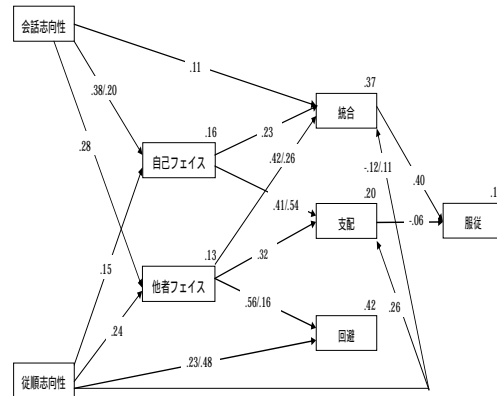 会話志向性
.11
.37
.38/.20
統合
.16
.23
.28
自己フェイス
.42/.26
-.12/.11
.40
.20
.41/.54
支配
-.06
服従
.15
.13
.32
他者フェイス
.24
.56/.16
.42
.26
回避
.23/.48
従順志向性